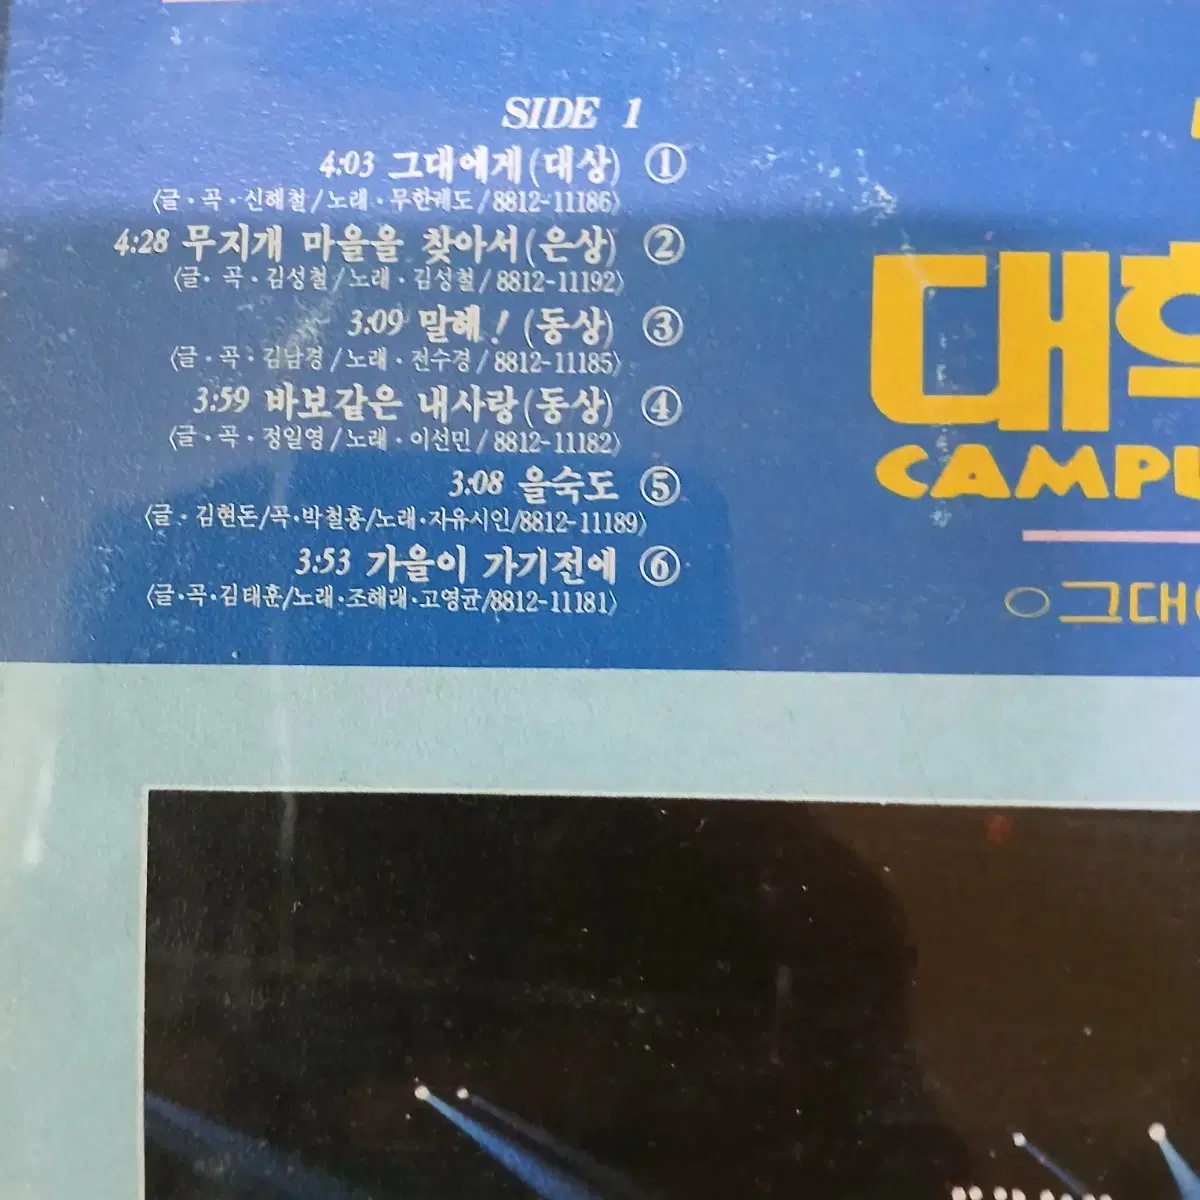 SIDE 1
4:03 그대에게(대상) ①
〈글·곡·신해철/노래·무한궤도/8812-11186〉
4:28 무지개 마을을 찾아서(은상) ②
〈글·곡·김성철/노래·김성철/8812-11192〉
3:09 말해! (동상) ③
〈글·곡·김남경/노래·전수경/8812-11185〉
3:59 바보같은 내사랑(동상) ④
〈글·곡·정일영/노래·이선민/8812-11182〉
3:08 을숙도 ⑤
〈글·김현돈/곡·박철홍/노래·자유시인/8812-11189〉
3:53 가을이 가기전에 ⑥
〈글·곡·김태훈/노래·조해래·고영균/8812-11181〉
대
CAMPU
○그대